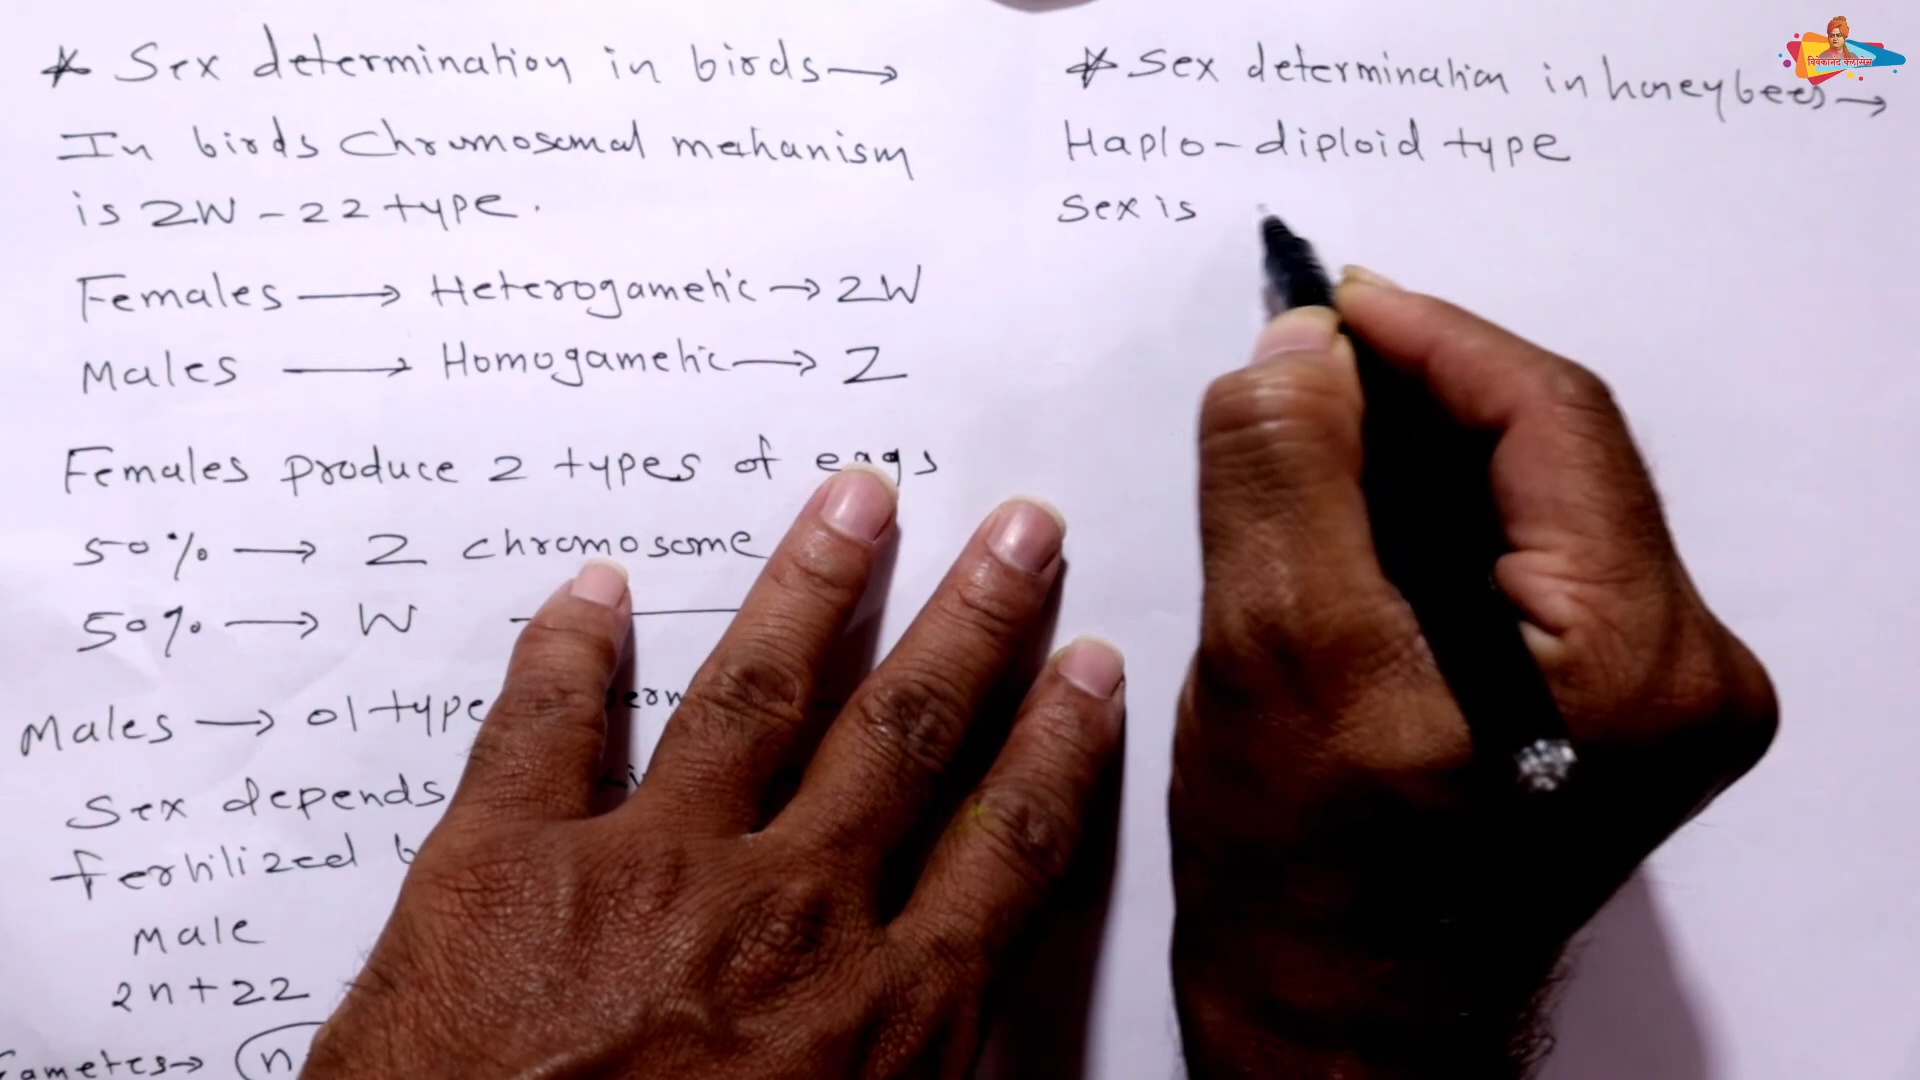 * Sex determination in birds →
In birds Chromosomal mehanism
is ZW - ZZ type.
Females → Heterogametic → ZW
Males → Homogametic → Z
Females produce 2 types of eggs
50% → Z chromosome
50% → W —
Males → 01 type
Sex depends
fertilized
Male
2n+ZZ
Gametes → n
* Sex determination in honeybees →
Haplo-diploid type
Sex is
विवेकानंद क्लासेस